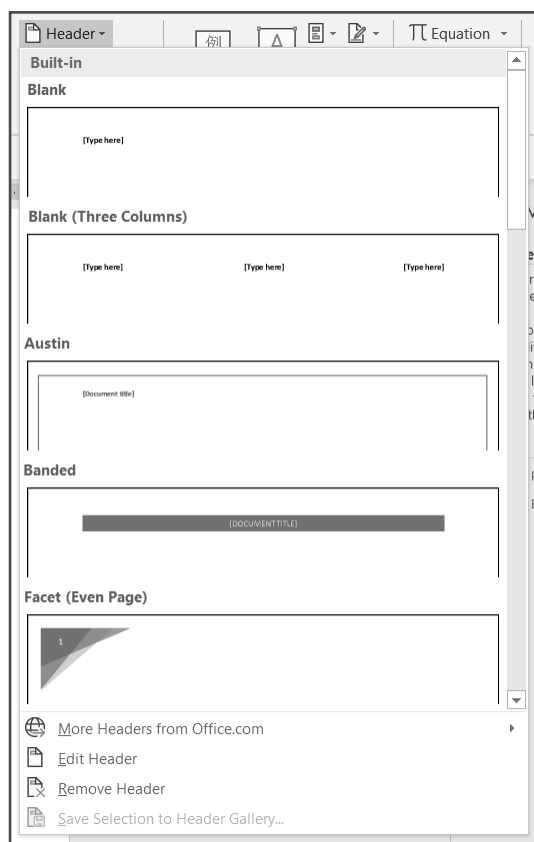 Header
例
A
π Equation
Built-in
Blank
[Type here]
Blank (Three Columns)
[Type here] [Type here] [Type here]
Austin
[Document title]
Banded
[DOCUMENT TITLE]
Facet (Even Page)
1
More Headers from Office.com
Edit Header
Remove Header
Save Selection to Header Gallery...